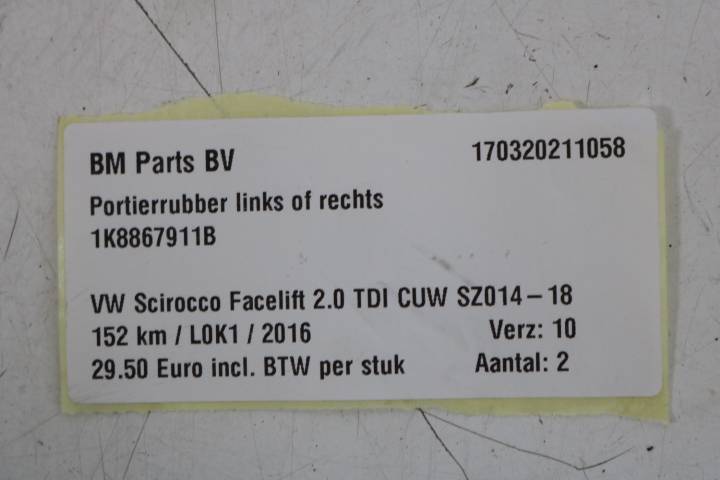 BM Parts BV 170320211058
Portierrubber links of rechts
1K8867911B
VW Scirocco Facelift 2.0 TDI CUW SZ014-18
152 km / L0K1 / 2016 Verz: 10
29.50 Euro incl. BTW per stuk Aantal: 2